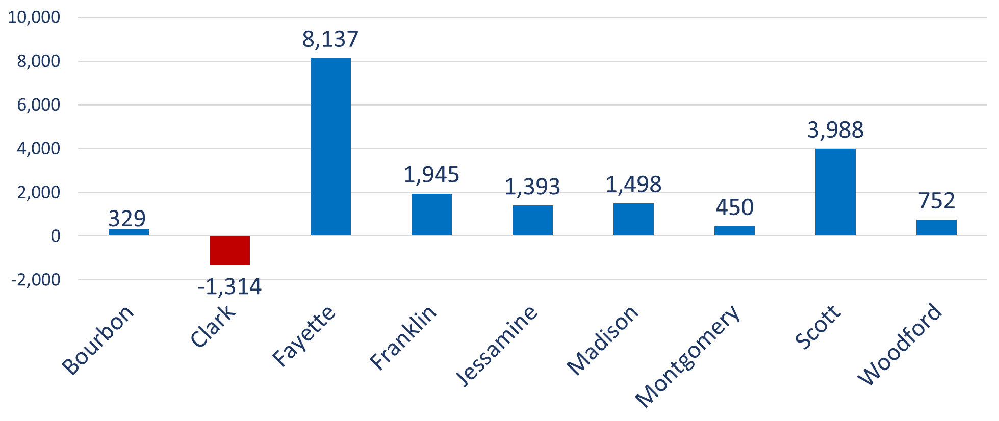 10,000
8,000
6,000
4,000
2,000
0
-2,000
329
-1,314
8,137
1,945
1,393
1,498
450
3,988
752
Bourbon
Clark
Fayette
Franklin
Jessamine
Madison
Montgomery
Scott
Woodford